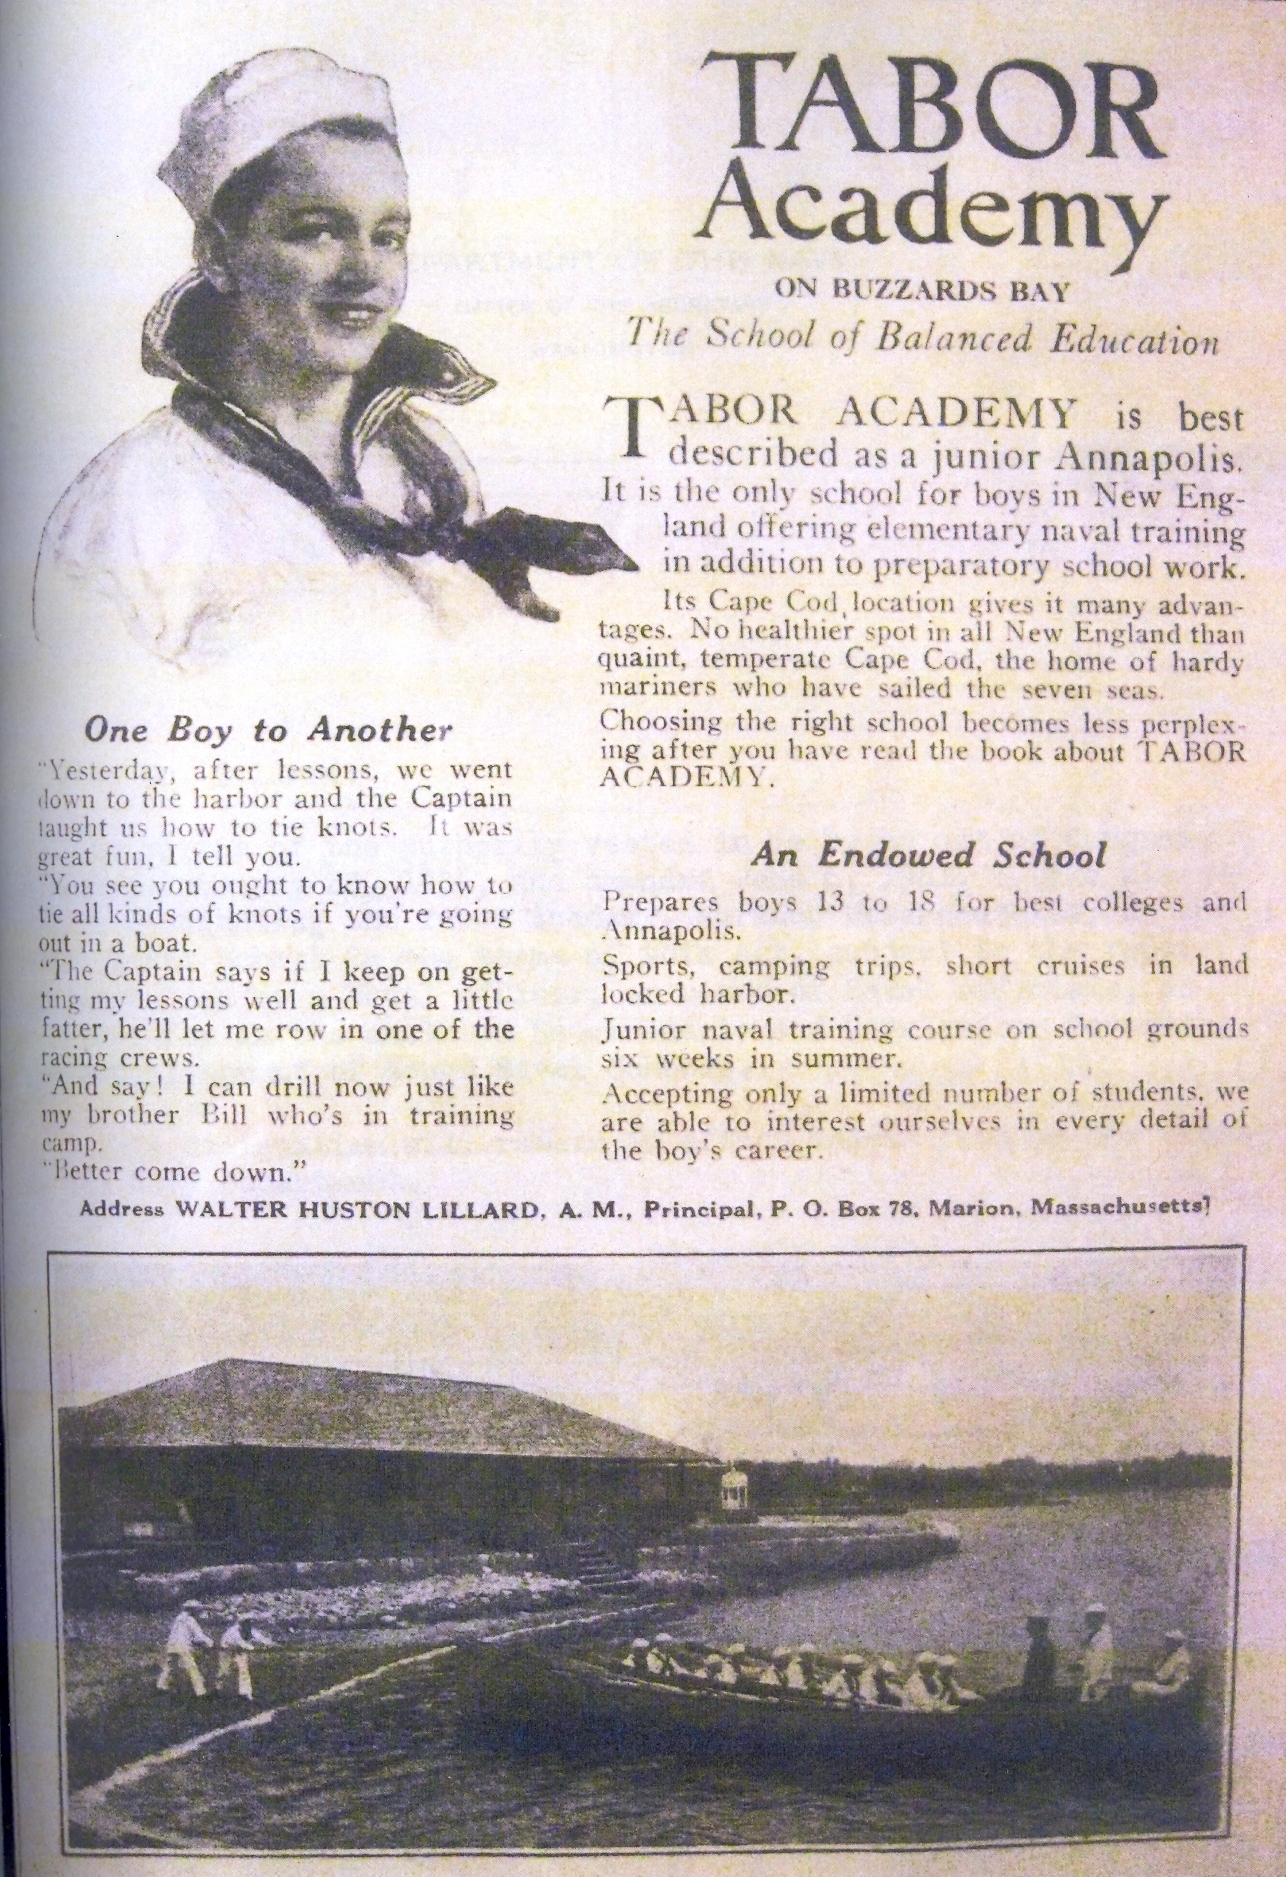 TABOR
Academy
ON BUZZARDS BAY
The School of Balanced Education
TABOR ACADEMY is best
described as a junior Annapolis.
It is the only school for boys in New Eng-
land offering elementary naval training
in addition to preparatory school work.
Its Cape Cod location gives it many advan-
tages. No healthier spot in all New England than
quaint, temperate Cape Cod, the home of hardy
mariners who have sailed the seven seas.
Choosing the right school becomes less perplex-
ing after you have read the book about TABOR
ACADEMY.
One Boy to Another
"Yesterday, after lessons, we went
down to the harbor and the Captain
taught us how to tie knots. It was
great fun, I tell you.
"You see you ought to know how to
tie all kinds of knots if you're going
out in a boat.
"The Captain says if I keep on get-
ting my lessons well and get a little
fatter, he'll let me row in one of the
racing crews.
"And say! I can drill now just like
my brother Bill who's in training
camp.
"Better come down."
An Endowed School
Prepares boys 13 to 18 for best colleges and
Annapolis.
Sports, camping trips, short cruises in land
locked harbor.
Junior naval training course on school grounds
six weeks in summer.
Accepting only a limited number of students, we
are able to interest ourselves in every detail of
the boy's career.
Address WALTER HUSTON LILLARD, A. M., Principal, P. O. Box 78, Marion, Massachusetts